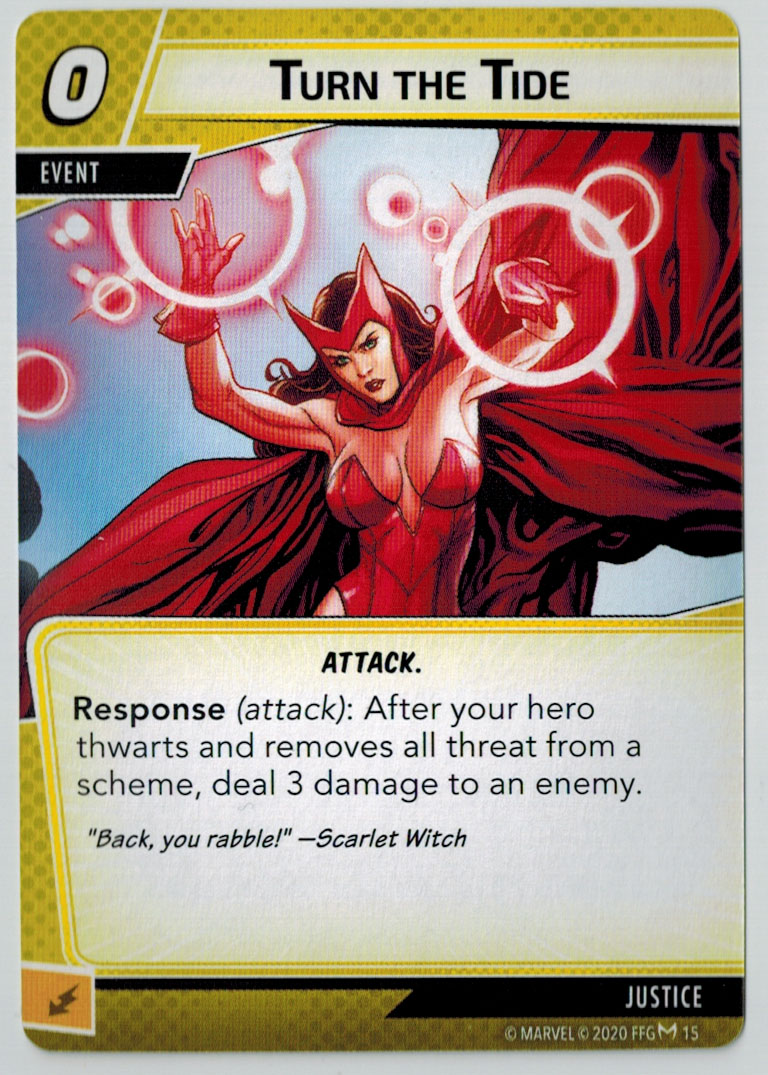 0
TURN THE TIDE
EVENT
ATTACK.
Response (attack): After your hero
thwarts and removes all threat from a
scheme, deal 3 damage to an enemy.
"Back, you rabble!" —Scarlet Witch
JUSTICE
© MARVEL © 2020 FFG 15